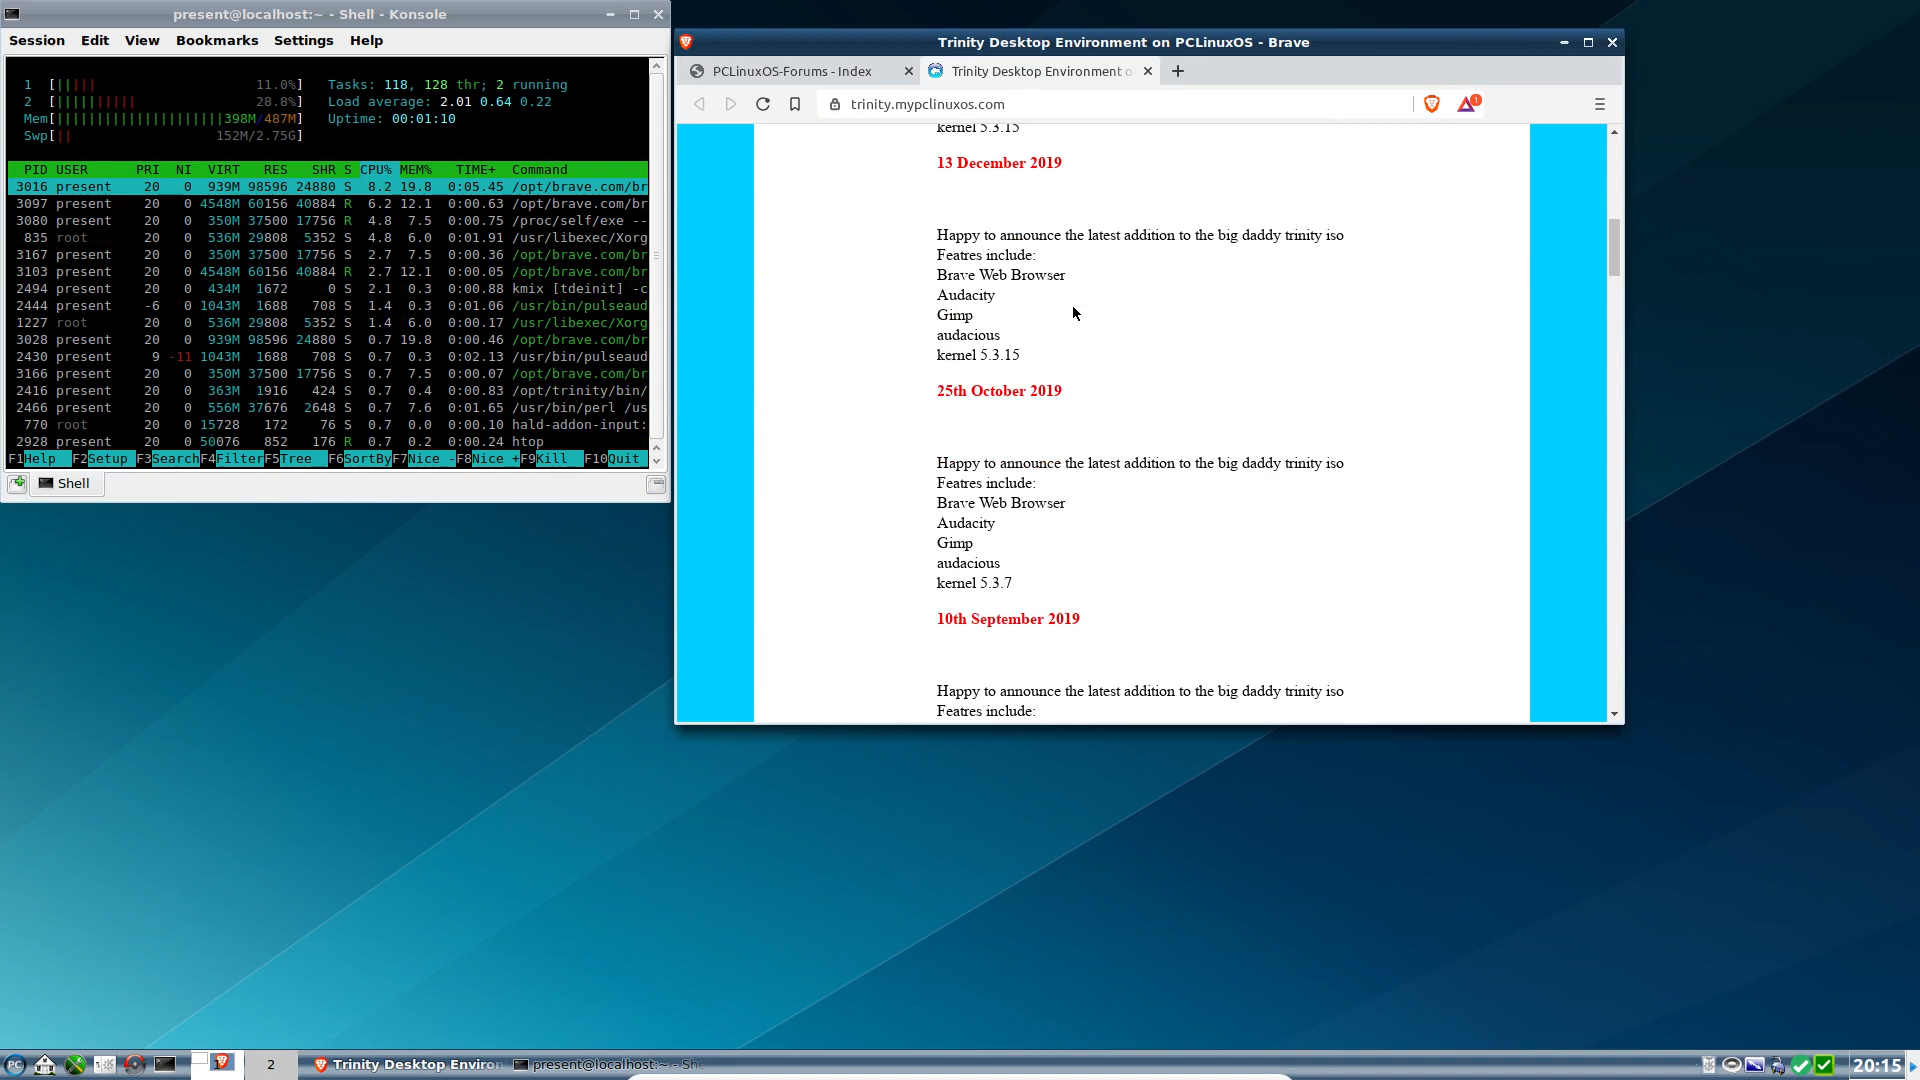 present@localhost:~ - Shell - Konsole
Session Edit View Bookmarks Settings Help
1 [||||| 11.0%] Tasks: 118, 128 thr; 2 running
2 [|||||||||| 28.8%] Load average: 2.01 0.64 0.22
Mem[|||||||||||||||||||||398M/487M] Uptime: 00:01:10
Swp[|| 152M/2.75G]
PID USER PRI NI VIRT RES SHR S CPU% MEM% TIME+ Command
3016 present 20 0 939M 98596 24880 S 8.2 19.8 0:05.45 /opt/brave.com/br
3097 present 20 0 4548M 60156 40884 R 6.2 12.1 0:00.63 /opt/brave.com/br
3080 present 20 0 350M 37500 17756 R 4.8 7.5 0:00.75 /proc/self/exe --
835 root 20 0 536M 29808 5352 S 4.8 6.0 0:01.91 /usr/libexec/Xorg
3167 present 20 0 350M 37500 17756 S 2.7 7.5 0:00.36 /opt/brave.com/br
3103 present 20 0 4548M 60156 40884 R 2.7 12.1 0:00.05 /opt/brave.com/br
2494 present 20 0 434M 1672 0 S 2.1 0.3 0:00.88 kmix [tdeinit] -c
2444 present -6 0 1043M 1688 708 S 1.4 0.3 0:01.06 /usr/bin/pulseaud
1227 root 20 0 536M 29808 5352 S 1.4 6.0 0:00.17 /usr/libexec/Xorg
3028 present 20 0 939M 98596 24880 S 0.7 19.8 0:00.46 /opt/brave.com/br
2430 present 9 -11 1043M 1688 708 S 0.7 0.3 0:02.13 /usr/bin/pulseaud
3166 present 20 0 350M 37500 17756 S 0.7 7.5 0:00.07 /opt/brave.com/br
2416 present 20 0 363M 1916 424 S 0.7 0.4 0:00.83 /opt/trinity/bin/
2466 present 20 0 556M 37676 2648 S 0.7 7.6 0:01.65 /usr/bin/perl /us
770 root 20 0 15728 172 76 S 0.7 0.0 0:00.10 hald-addon-input:
2928 present 20 0 50076 852 176 R 0.7 0.2 0:00.24 htop
F1Help F2Setup F3SearchF4FilterF5Tree F6SortByF7Nice -F8Nice +F9Kill F10Quit
Shell
Trinity Desktop Environment on PCLinuxOS - Brave
PCLinuxOS-Forums - Index
Trinity Desktop Environment o
trinity.mypclinuxos.com
1
kernel 5.3.15
13 December 2019
Happy to announce the latest addition to the big daddy trinity iso
Featres include:
Brave Web Browser
Audacity
Gimp
audacious
kernel 5.3.15
25th October 2019
Happy to announce the latest addition to the big daddy trinity iso
Featres include:
Brave Web Browser
Audacity
Gimp
audacious
kernel 5.3.7
10th September 2019
Happy to announce the latest addition to the big daddy trinity iso
Featres include:
PC
2
Trinity Desktop Environ
present@localhost:~ - She
20:15